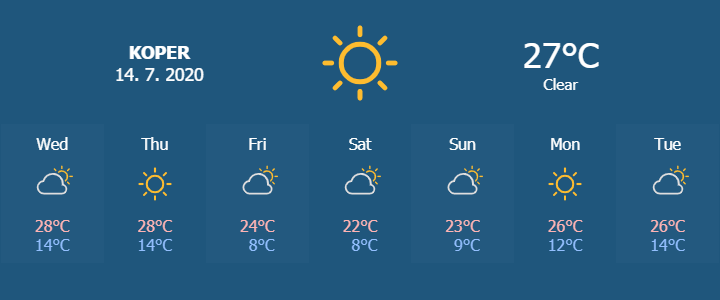 KOPER
14. 7. 2020
27°C
Clear
Wed Thu Fri Sat Sun Mon Tue
28°C 28°C 24°C 22°C 23°C 26°C 26°C
14°C 14°C 8°C 8°C 9°C 12°C 14°C